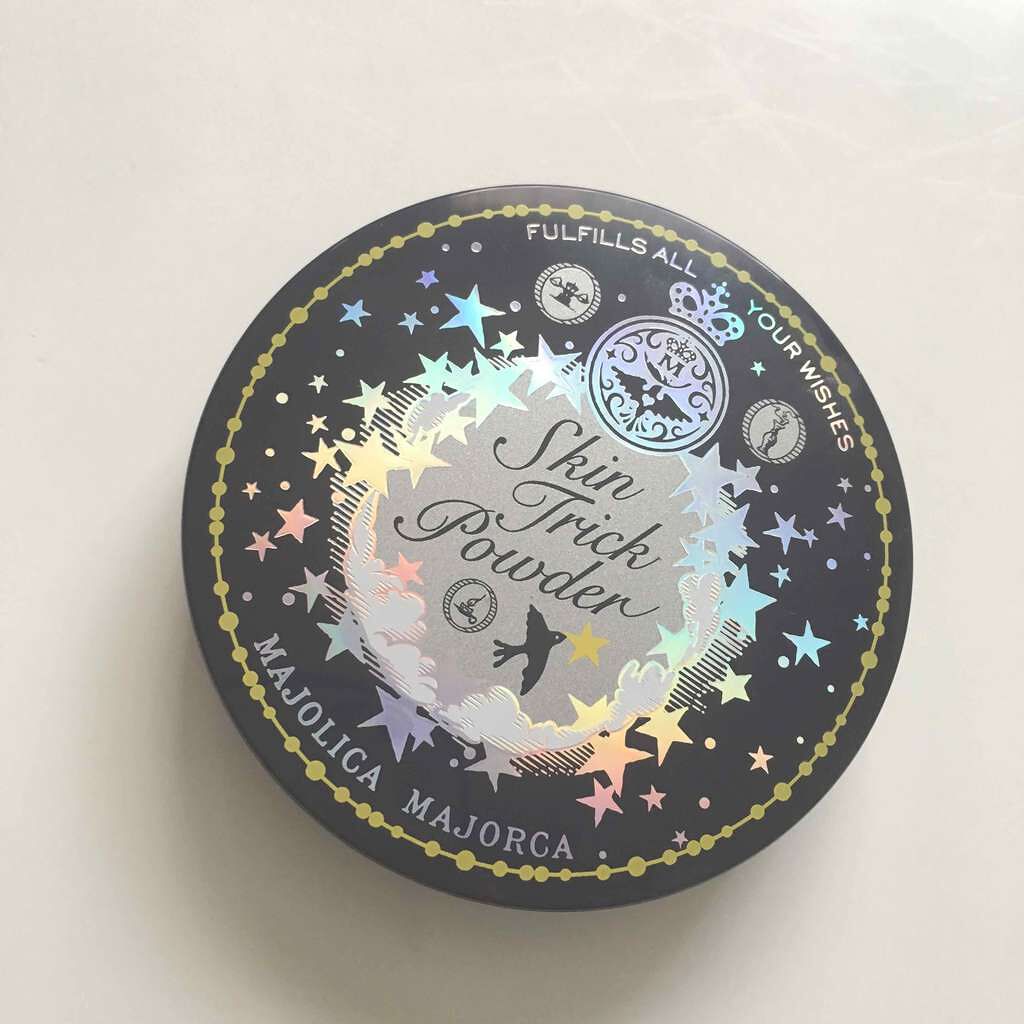 FULFILLS ALL YOUR WISHES
M
Skin
Trick
Powder
MAJOLICA MAJORCA